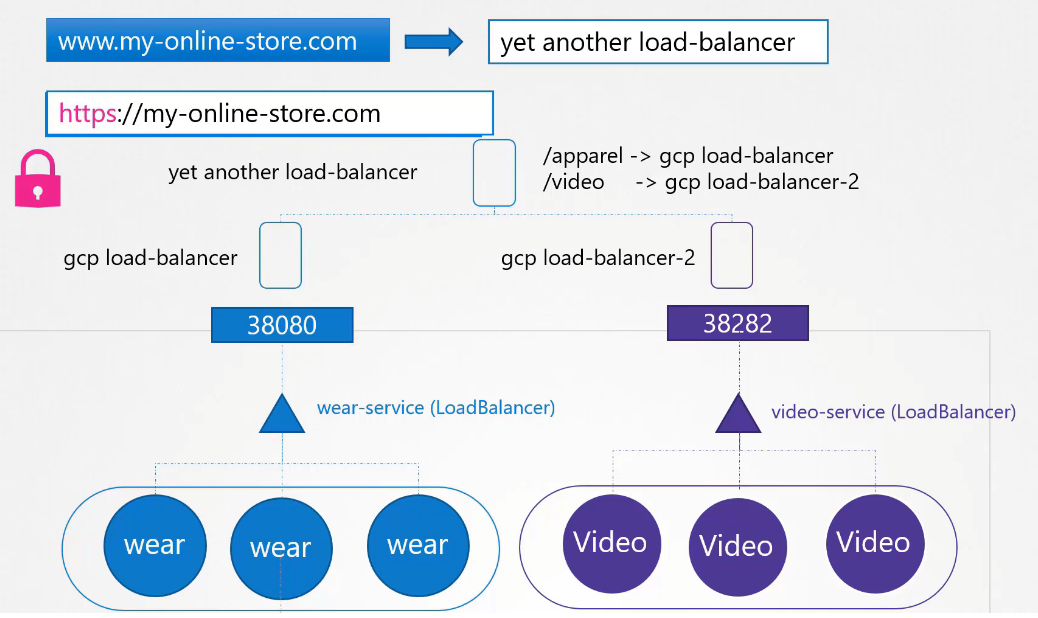 www.my-online-store.com
yet another load-balancer
https://my-online-store.com
yet another load-balancer
/apparel -> gcp load-balancer
/video -> gcp load-balancer-2
gcp load-balancer
gcp load-balancer-2
38080
38282
wear-service (LoadBalancer)
video-service (LoadBalancer)
wear
wear
wear
Video
Video
Video